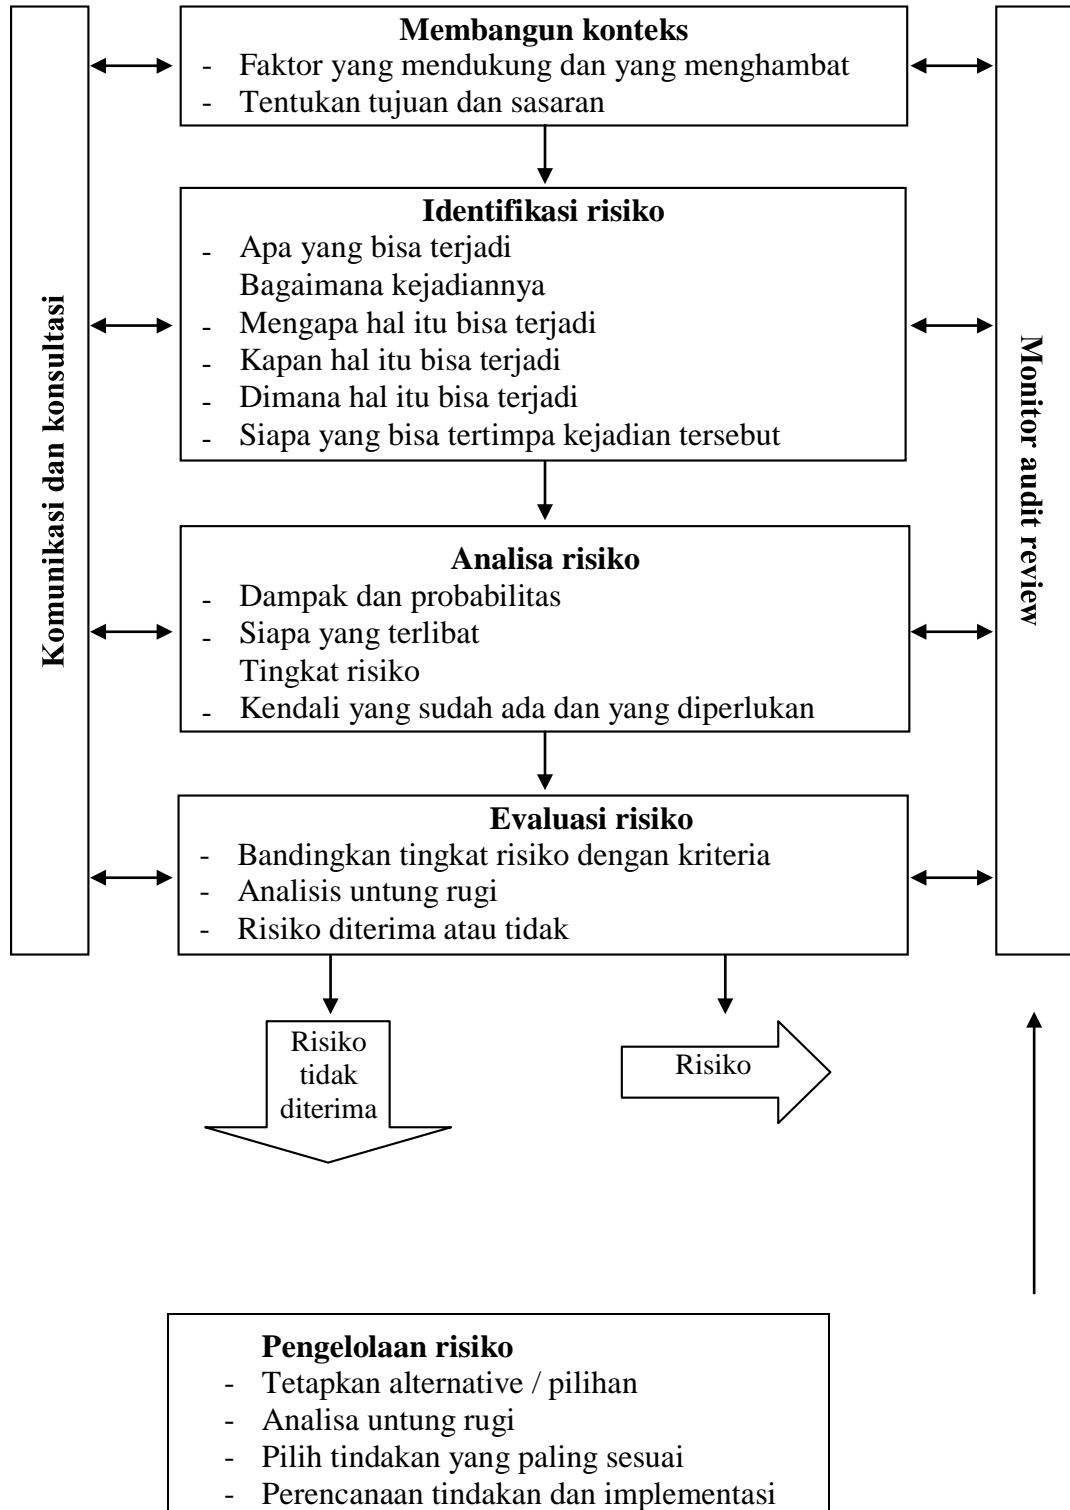 Membangun konteks
- Faktor yang mendukung dan yang menghambat
- Tentukan tujuan dan sasaran
Identifikasi risiko
- Apa yang bisa terjadi
Bagaimana kejadiannya
- Mengapa hal itu bisa terjadi
- Kapan hal itu bisa terjadi
- Dimana hal itu bisa terjadi
- Siapa yang bisa tertimpa kejadian tersebut
Komunikasi dan konsultasi
Monitor audit review
Analisa risiko
- Dampak dan probabilitas
- Siapa yang terlibat
Tingkat risiko
- Kendali yang sudah ada dan yang diperlukan
Evaluasi risiko
- Bandingkan tingkat risiko dengan kriteria
- Analisis untung rugi
- Risiko diterima atau tidak
Risiko
tidak
diterima
Risiko
Pengelolaan risiko
- Tetapkan alternative / pilihan
- Analisa untung rugi
- Pilih tindakan yang paling sesuai
- Perencanaan tindakan dan implementasi